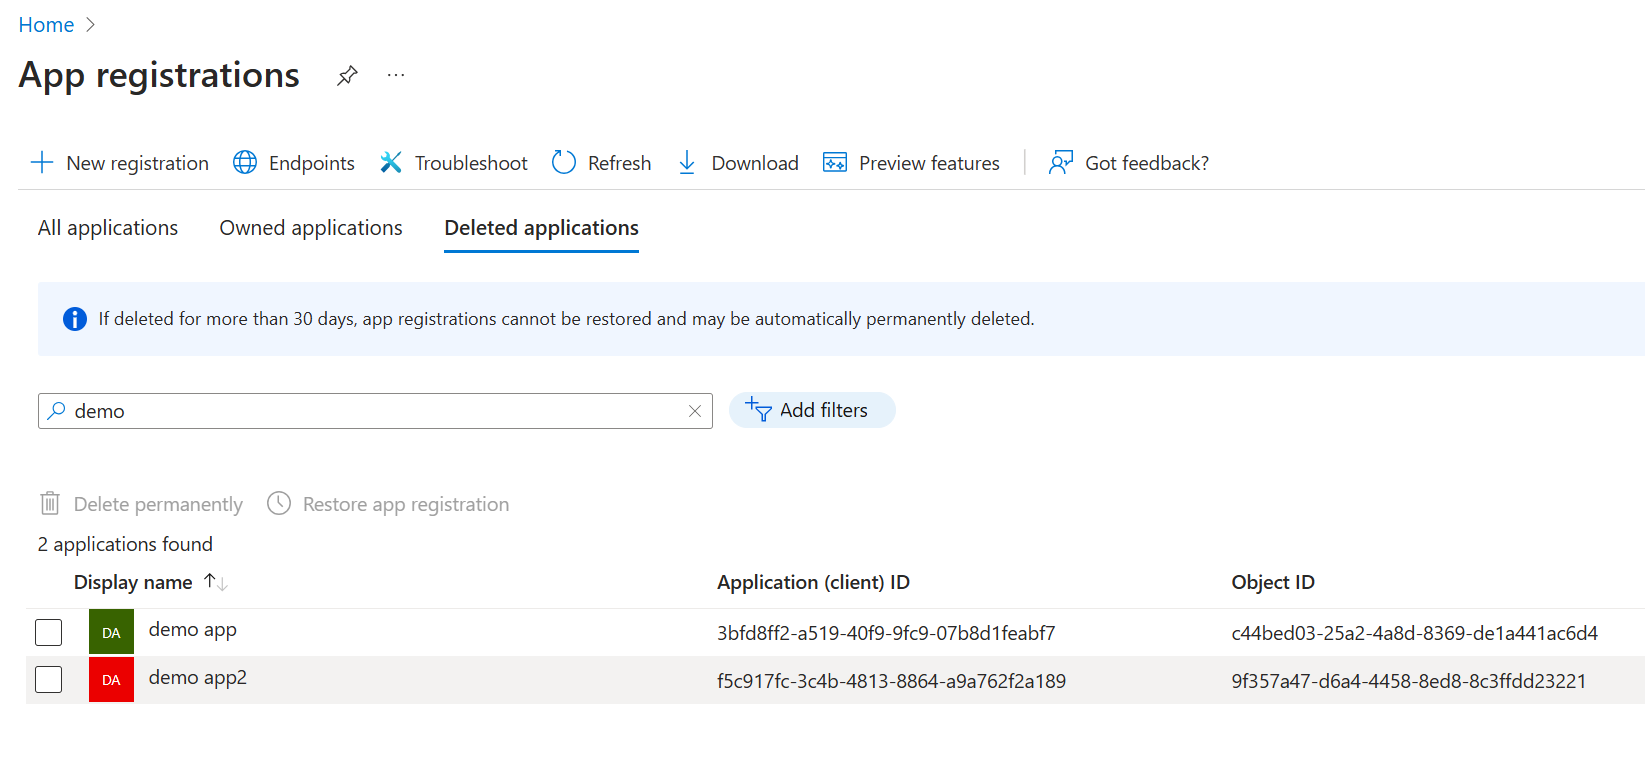 Home
App registrations
New registration Endpoints Troubleshoot Refresh Download Preview features Got feedback?
All applications Owned applications Deleted applications
If deleted for more than 30 days, app registrations cannot be restored and may be automatically permanently deleted.
demo Add filters
Delete permanently Restore app registration
2 applications found
Display name Application (client) ID Object ID
DA demo app 3bfd8ff2-a519-40f9-9fc9-07b8d1feabf7 c44bed03-25a2-4a8d-8369-de1a441ac6d4
DA demo app2 f5c917fc-3c4b-4813-8864-a9a762f2a189 9f357a47-d6a4-4458-8ed8-8c3ffdd23221